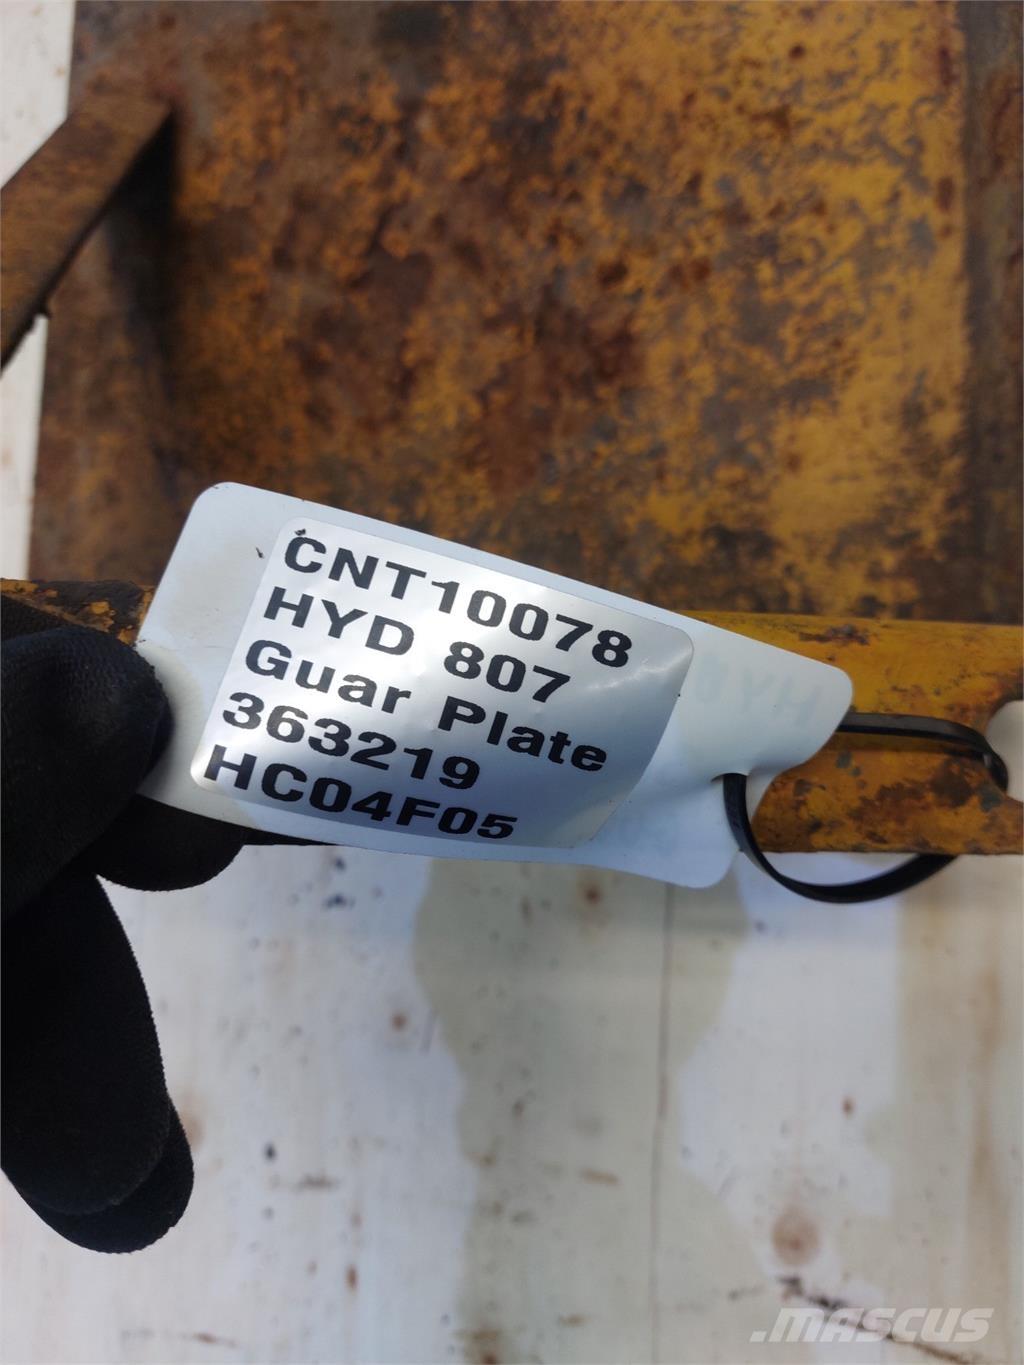 CNT10078
HYD 807
Guar Plate
363219
HC04F05
.MASCUS